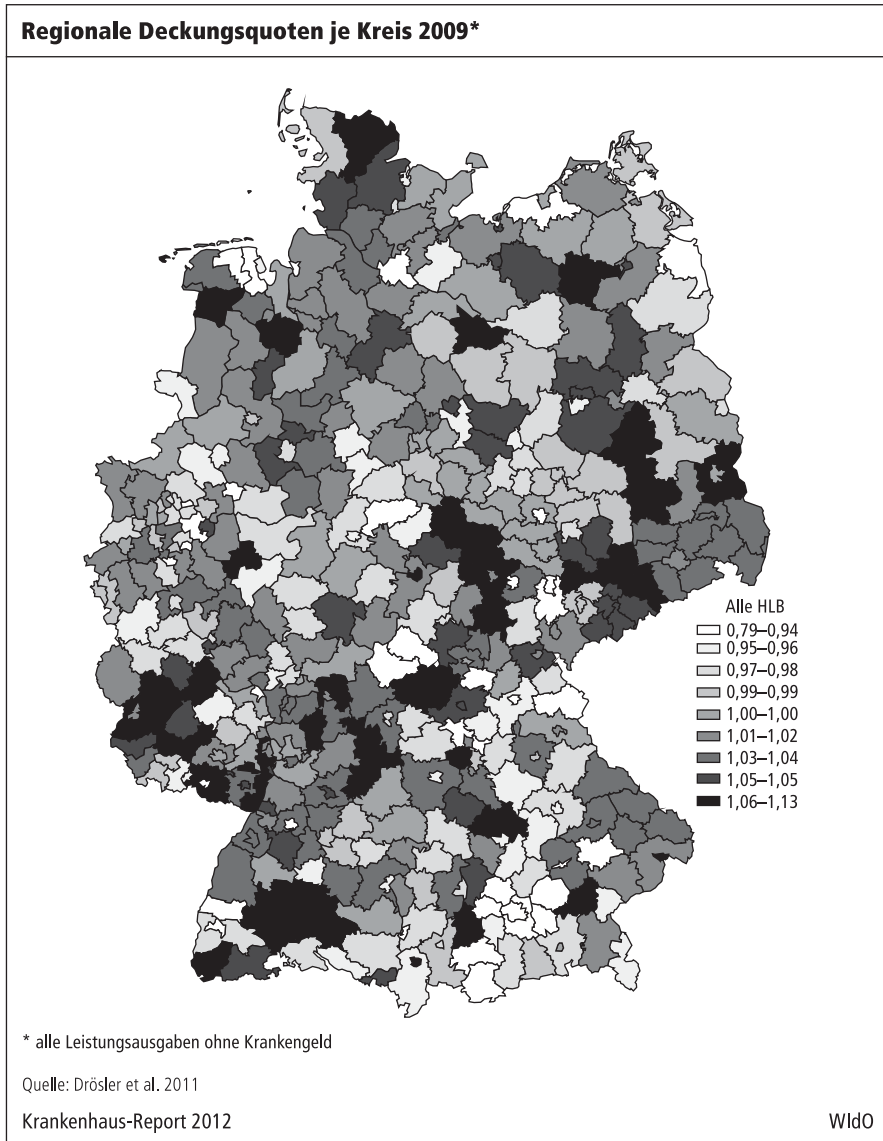 Regionale Deckungsquoten je Kreis 2009*
Alle HLB
0,79–0,94
0,95–0,96
0,97–0,98
0,99–0,99
1,00–1,00
1,01–1,02
1,03–1,04
1,05–1,05
1,06–1,13
* alle Leistungsausgaben ohne Krankengeld
Quelle: Drösler et al. 2011
Krankenhaus-Report 2012
WIdO